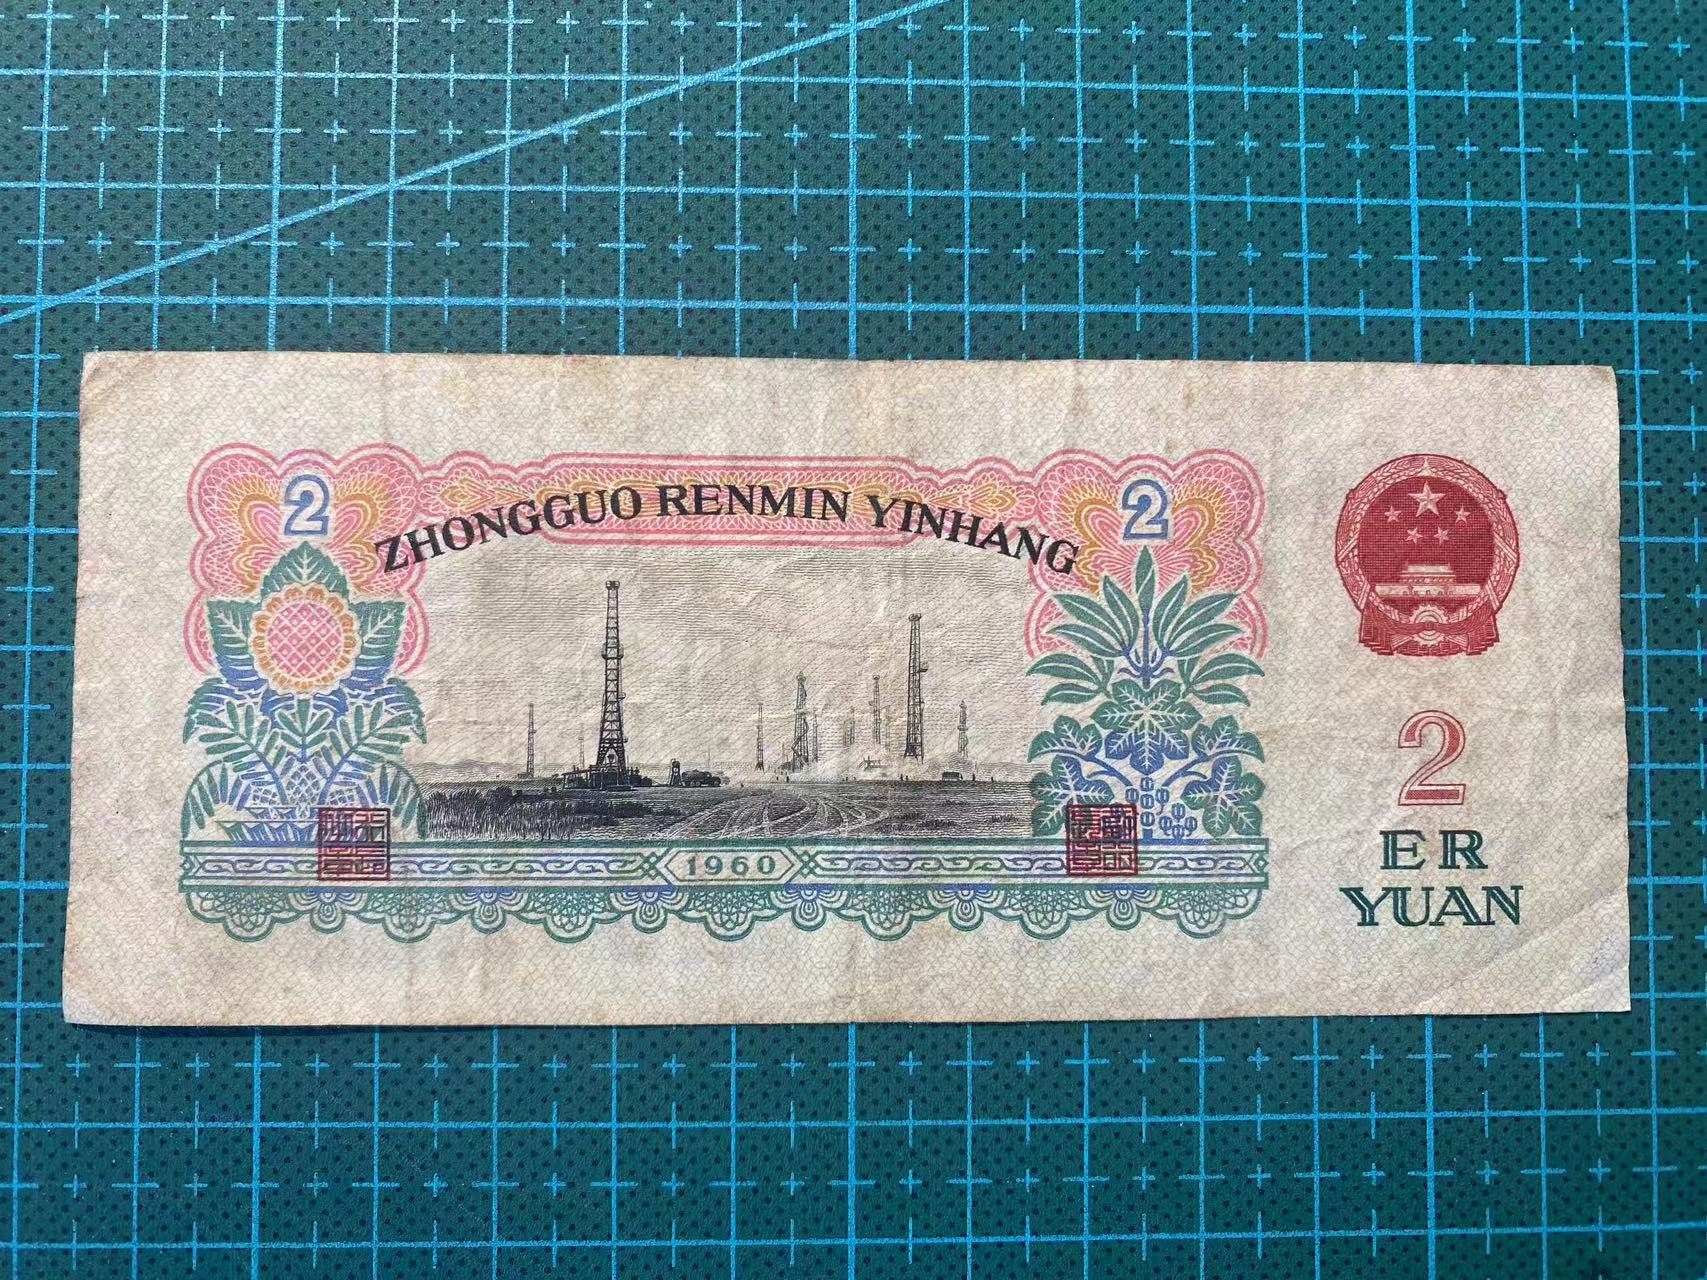 ZHONGGUO RENMIN YINHANG
2
2
1960
2
ER
YUAN